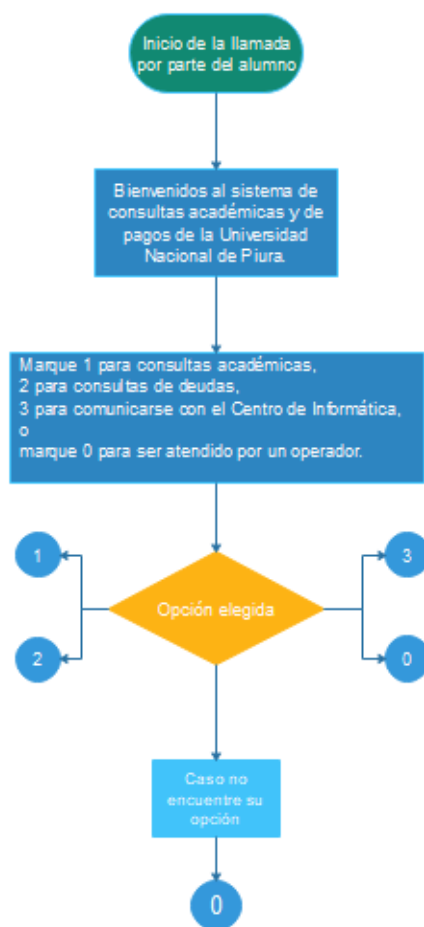 Inicio de la llamada
por parte del alumno
Bienvenidos al sistema de
consultas académicas y de
pagos de la Universidad
Nacional de Piura.
Marque 1 para consultas académicas,
2 para consultas de deudas,
3 para comunicarse con el Centro de Informática,
o
marque 0 para ser atendido por un operador.
1
3
Opción elegida
2
0
Caso no
encuentre su
opción
0